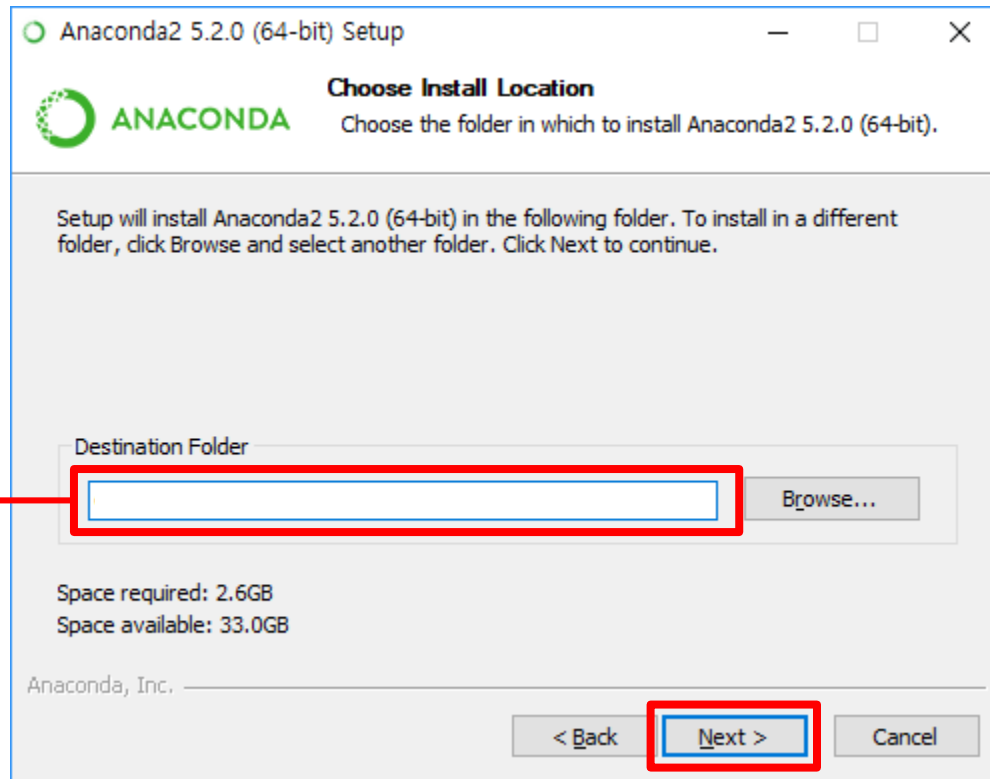 Anaconda2 5.2.0 (64-bit) Setup
ANACONDA
Choose Install Location
Choose the folder in which to install Anaconda2 5.2.0 (64-bit).
Setup will install Anaconda2 5.2.0 (64-bit) in the following folder. To install in a different
folder, click Browse and select another folder. Click Next to continue.
Destination Folder
Browse...
Space required: 2.6GB
Space available: 33.0GB
Anaconda, Inc.
< Back
Next >
Cancel